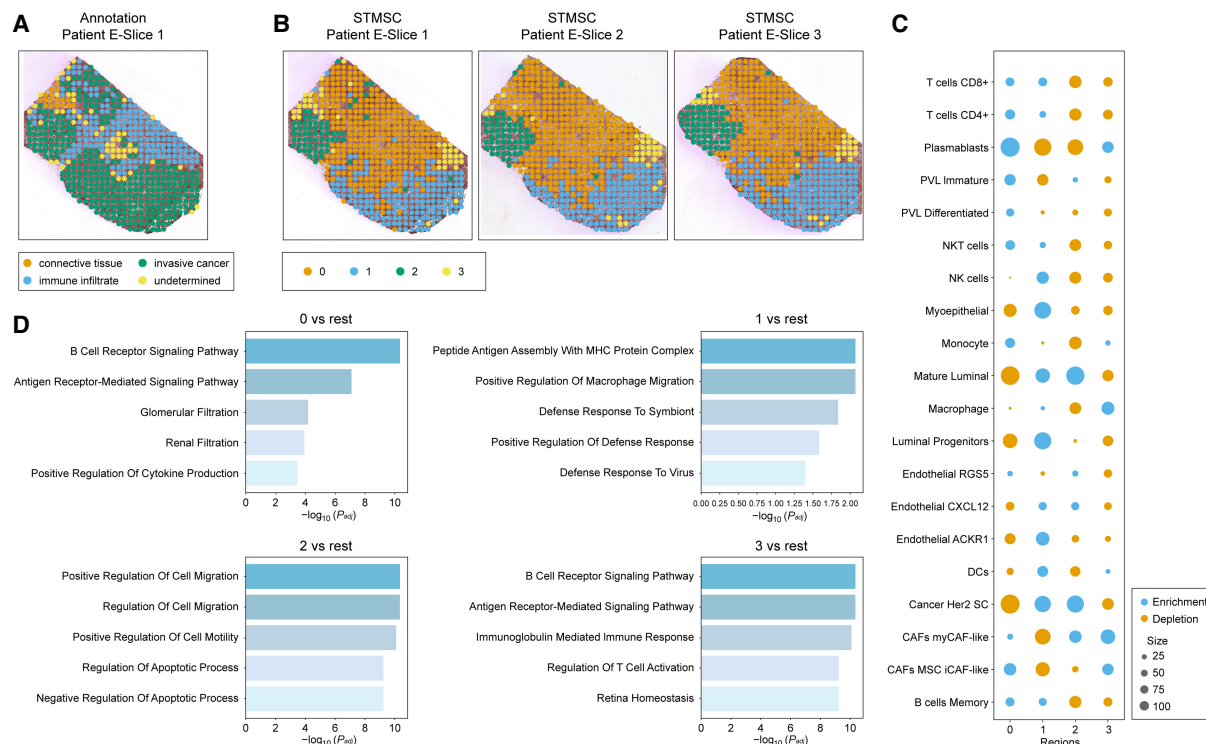 A
Annotation
Patient E-Slice 1
connective tissue
invasive cancer
immune infiltrate
undetermined
B
STMSC
Patient E-Slice 1
STMSC
Patient E-Slice 2
STMSC
Patient E-Slice 3
0
1
2
3
C
T cells CD8+
T cells CD4+
Plasmablasts
PVL Immature
PVL Differentiated
NKT cells
NK cells
Myoepithelial
Monocyte
Mature Luminal
Macrophage
Luminal Progenitors
Endothelial RGS5
Endothelial CXCL12
Endothelial ACKR1
DCs
Cancer Her2 SC
CAFs myCAF-like
CAFs MSC iCAF-like
B cells Memory
0 1 2 3
Regions
Enrichment
Depletion
Size
25
50
75
100
D
0 vs rest
B Cell Receptor Signaling Pathway
Antigen Receptor-Mediated Signaling Pathway
Glomerular Filtration
Renal Filtration
Positive Regulation Of Cytokine Production
0 2 4 6 8 10
−log10 (Padj)
1 vs rest
Peptide Antigen Assembly With MHC Protein Complex
Positive Regulation Of Macrophage Migration
Defense Response To Symbiont
Positive Regulation Of Defense Response
Defense Response To Virus
0.00 0.25 0.50 0.75 1.00 1.25 1.50 1.75 2.00
−log10 (Padj)
2 vs rest
Positive Regulation Of Cell Migration
Regulation Of Cell Migration
Positive Regulation Of Cell Motility
Regulation Of Apoptotic Process
Negative Regulation Of Apoptotic Process
0 2 4 6 8 10
−log10 (Padj)
3 vs rest
B Cell Receptor Signaling Pathway
Antigen Receptor-Mediated Signaling Pathway
Immunoglobulin Mediated Immune Response
Regulation Of T Cell Activation
Retina Homeostasis
0 2 4 6 8 10
−log10 (Padj)